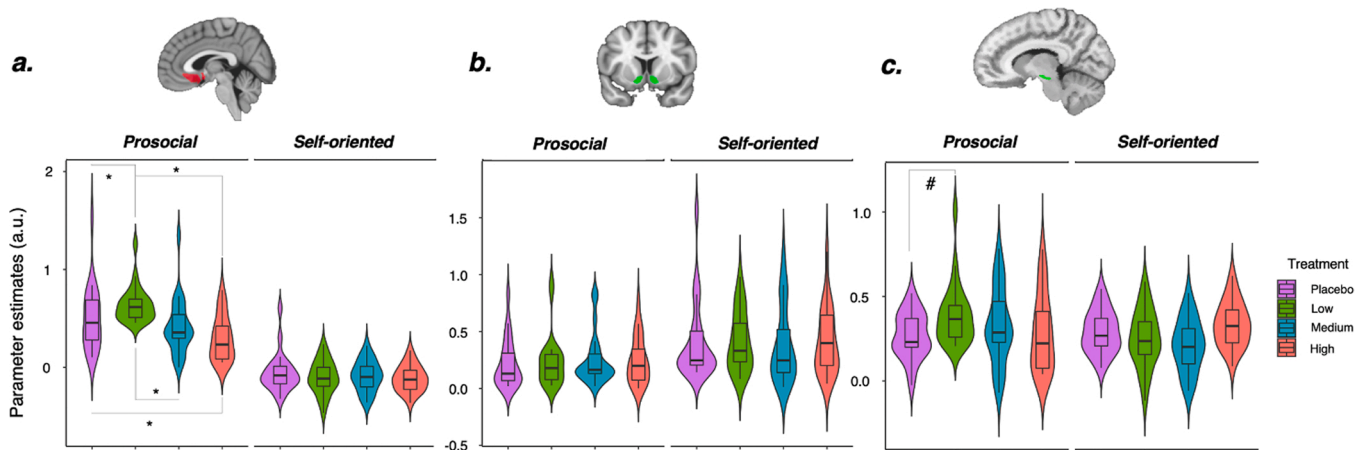 a.
b.
c.
Prosocial
Self-oriented
Prosocial
Self-oriented
Prosocial
Self-oriented
Parameter estimates (a.u.)
2
1
0
*
*
*
*
1.5
1.0
0.5
0.0
-0.5
1.0
0.5
0.0
#
Treatment
Placebo
Low
Medium
High